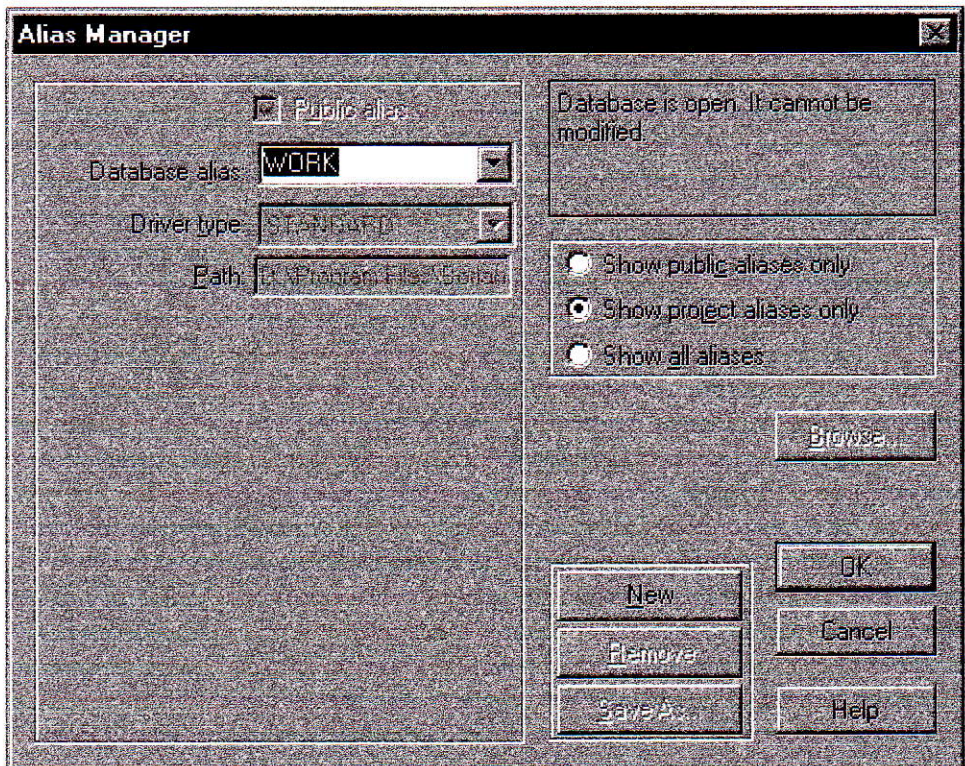 Alias Manager
Public alias
Database alias:
WORK
Driver type:
STANDARD
Path:
Database is open. It cannot be
modified.
Show public aliases only
Show project aliases only
Show all aliases
Browse...
New
Remove
Save As...
OK
Cancel
Help